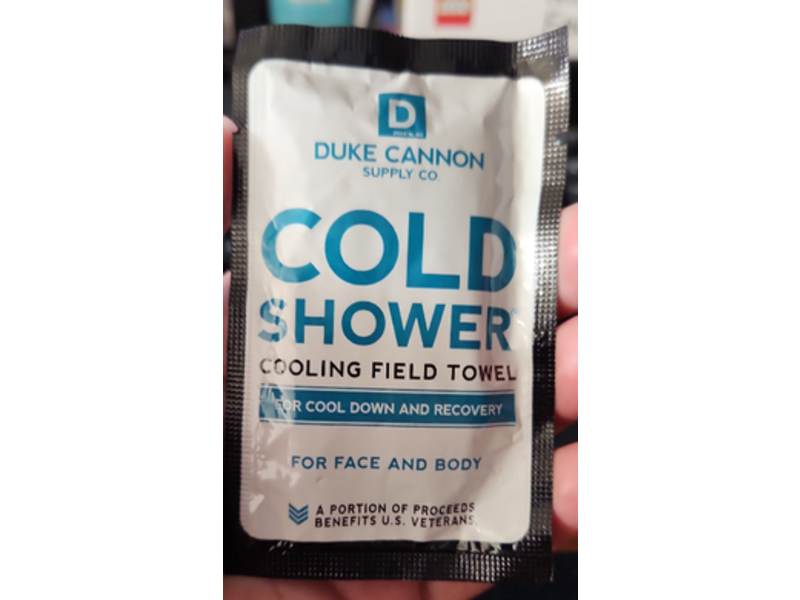 D
DUKE CANNON
SUPPLY CO.
COLD
SHOWER
COOLING FIELD TOWEL
FOR COOL DOWN AND RECOVERY
FOR FACE AND BODY
A PORTION OF PROCEEDS
BENEFITS U.S. VETERANS